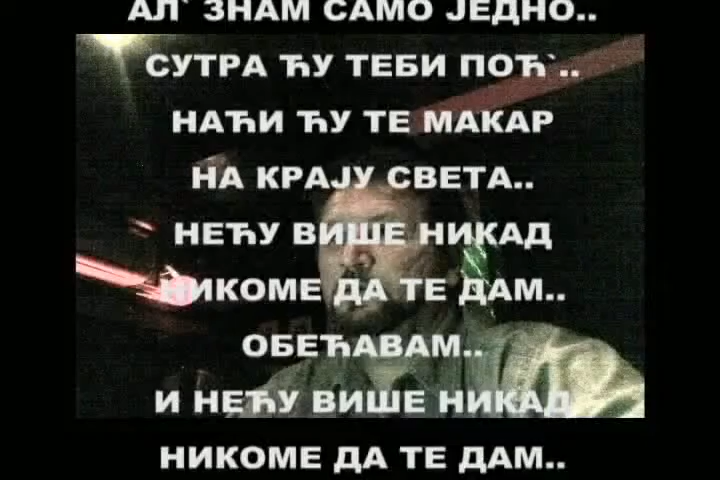 АЛ` ЗНАМ САМО ЈЕДНО..
СУТРА ЋУ ТЕБИ ПОЋ`..
НАЋИ ЋУ ТЕ МАКАР
НА КРАЈУ СВЕТА..
НЕЋУ ВИШЕ НИКАД
НИКОМЕ ДА ТЕ ДАМ..
ОБЕЋАВАМ..
И НЕЋУ ВИШЕ НИКАД
НИКОМЕ ДА ТЕ ДАМ..